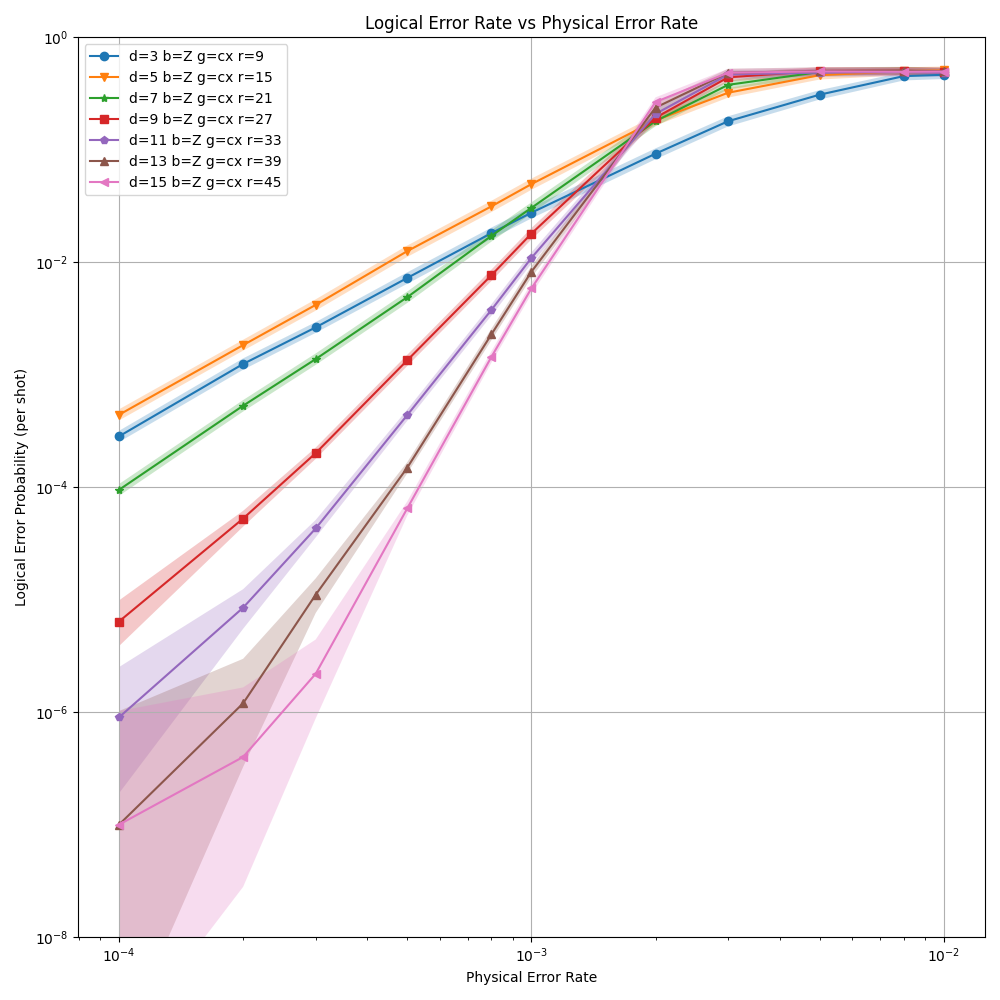 Logical Error Rate vs Physical Error Rate
10^0
d=3 b=Z g=cx r=9
d=5 b=Z g=cx r=15
d=7 b=Z g=cx r=21
d=9 b=Z g=cx r=27
d=11 b=Z g=cx r=33
d=13 b=Z g=cx r=39
d=15 b=Z g=cx r=45
10^−2
10^−4
Logical Error Probability (per shot)
10^−6
10^−8
10^−4 10^−3 10^−2
Physical Error Rate